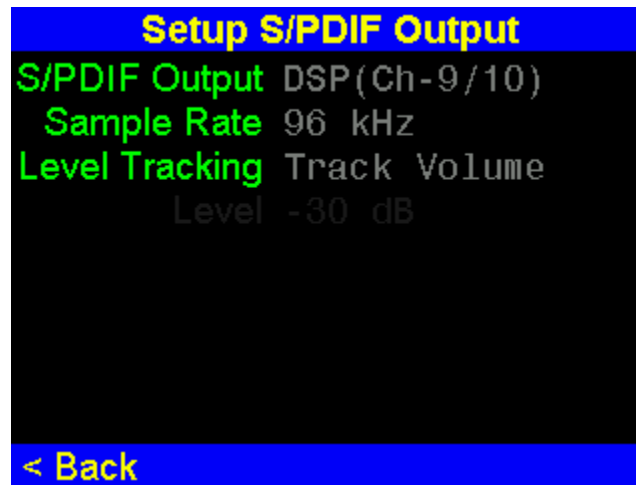 Setup S/PDIF Output
S/PDIF Output DSP(Ch-9/10)
Sample Rate 96 kHz
Level Tracking Track Volume
Level -30 dB
< Back